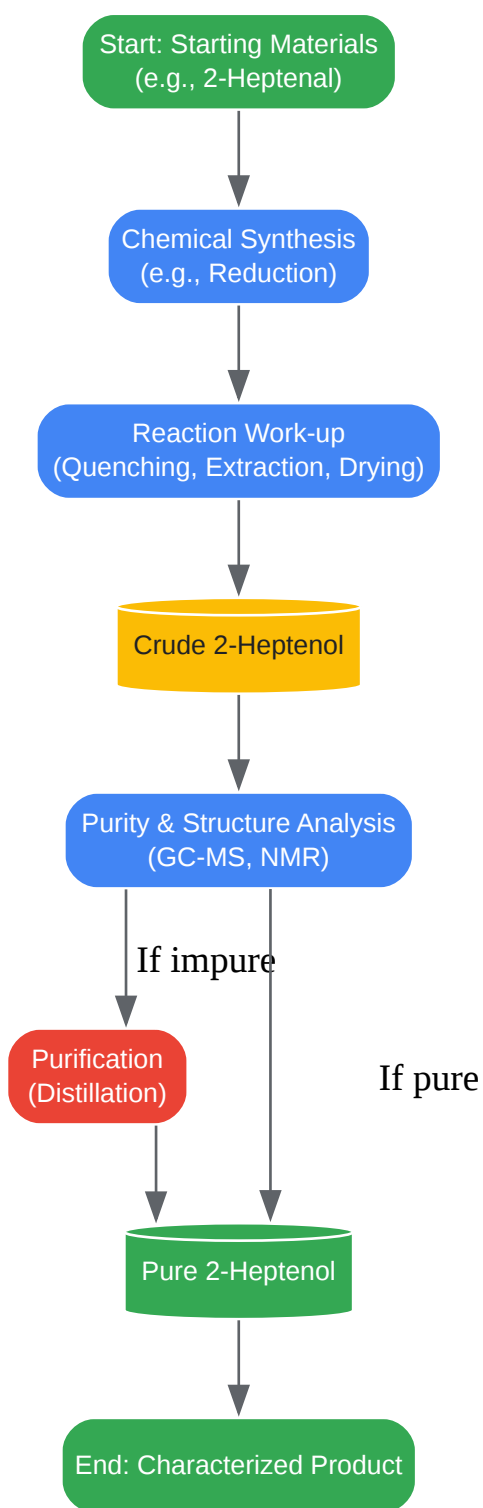 Start: Starting Materials
(e.g., 2-Heptenal)
Chemical Synthesis
(e.g., Reduction)
Reaction Work-up
(Quenching, Extraction, Drying)
Crude 2-Heptenol
Purity & Structure Analysis
(GC-MS, NMR)
If impure
Purification
(Distillation)
If pure
Pure 2-Heptenol
End: Characterized Product